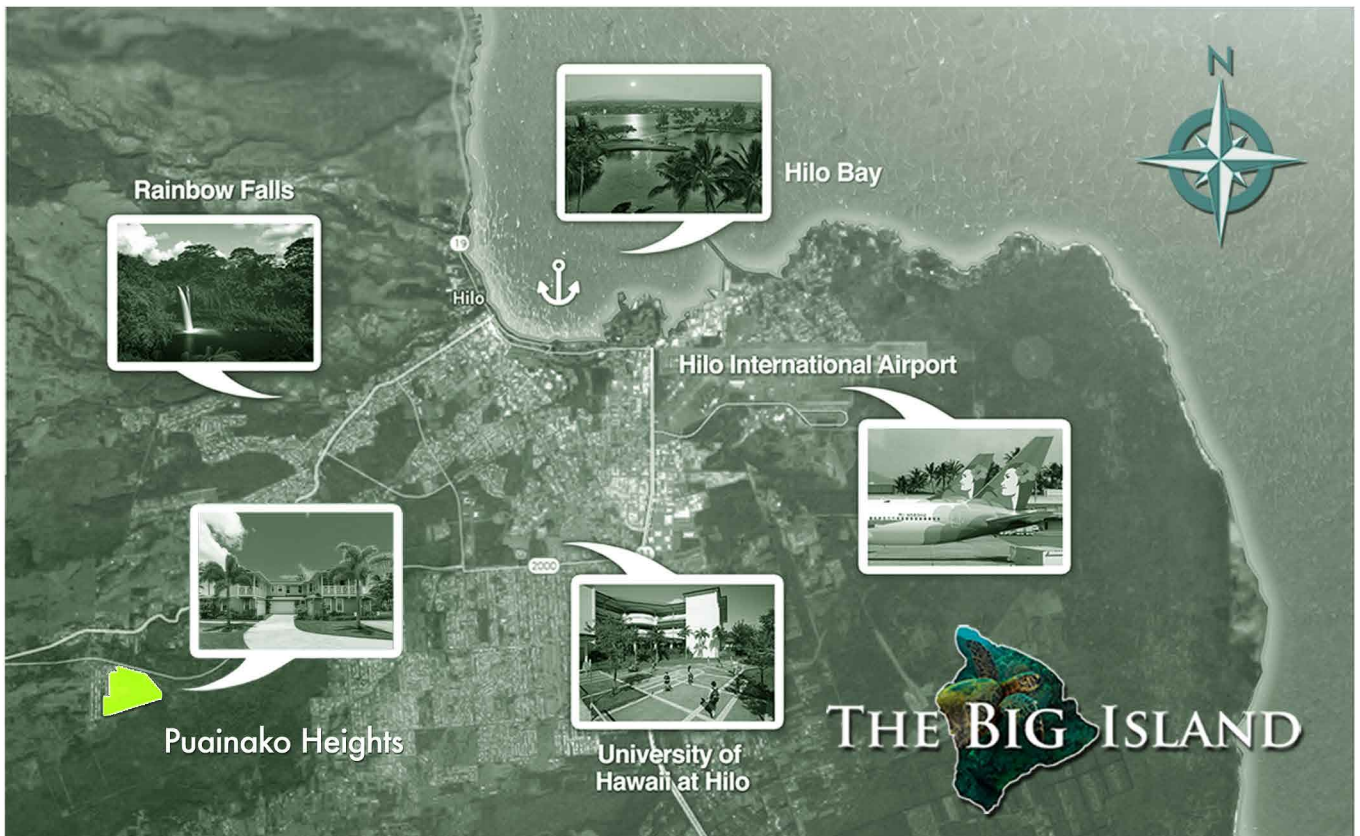 N
Hilo Bay
Rainbow Falls
19
Hilo
Hilo International Airport
2000
Puainako Heights
University of
Hawaii at Hilo
THE BIG ISLAND